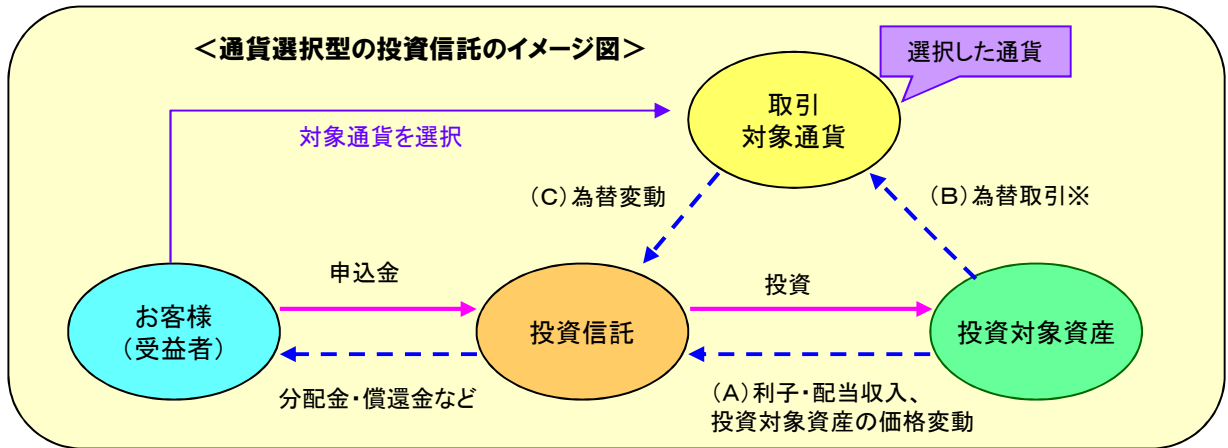 ＜通貨選択型の投資信託のイメージ図＞
選択した通貨
取引
対象通貨
対象通貨を選択
（C）為替変動
（B）為替取引※
申込金
投資
お客様
（受益者）
投資信託
投資対象資産
分配金・償還金など
（A）利子・配当収入、
投資対象資産の価格変動